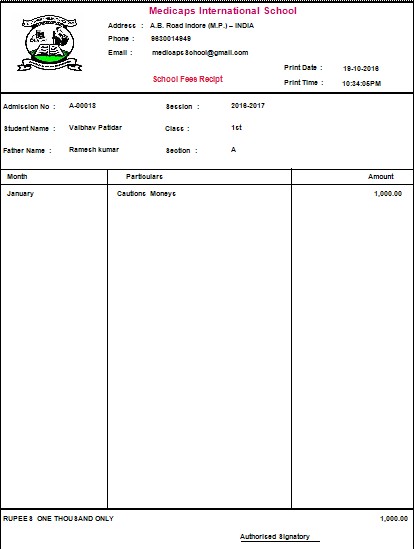 Medicaps International School
Address : A.B. Road Indore (M.P.) – INDIA
Phone : 9630014949
Email : medicapsSohool@gmail.com
Print Date : 19-10-2016
School Fees Recipt
Print Time : 10:34:05PM
Admission No : A-00018 Session : 2016-2017
Student Name : Vaibhav Patidar Class : 1st
Father Name : Ramesh kumar Section : A
Month Particulars Amount
January Cautions Moneys 1,000.00
RUPEES ONE THOUSAND ONLY 1,000.00
Authorised Signatory